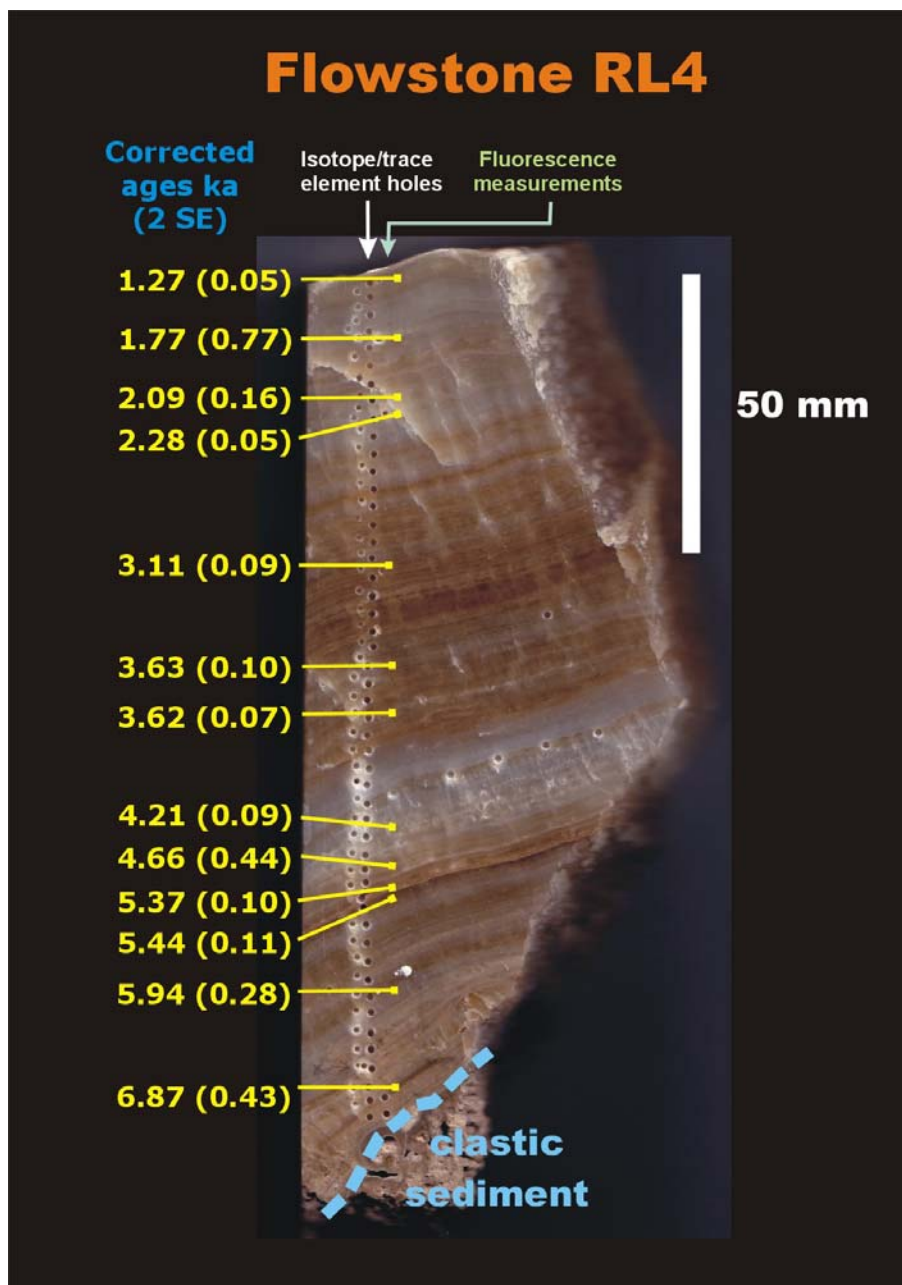 Flowstone RL4
Corrected
ages ka
(2 SE)
Isotope/trace
element holes
Fluorescence
measurements
1.27 (0.05)
1.77 (0.77)
2.09 (0.16)
2.28 (0.05)
50 mm
3.11 (0.09)
3.63 (0.10)
3.62 (0.07)
4.21 (0.09)
4.66 (0.44)
5.37 (0.10)
5.44 (0.11)
5.94 (0.28)
6.87 (0.43)
clastic
sediment